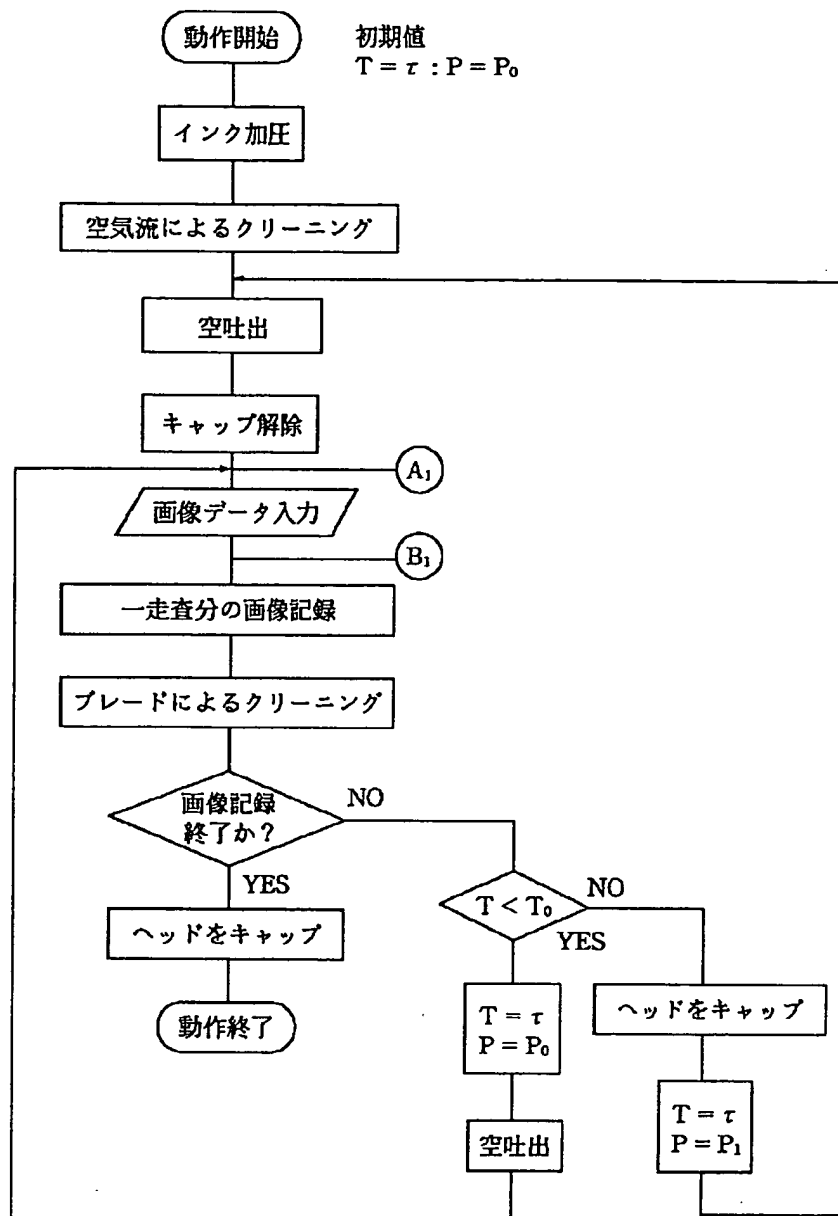 動作開始
初期値
T = τ : P = P₀
インク加圧
空気流によるクリーニング
空吐出
キャップ解除
A₁
画像データ入力
B₁
一走査分の画像記録
ブレードによるクリーニング
画像記録
終了か?
NO
YES
T < T₀
NO
YES
ヘッドをキャップ
動作終了
T = τ
P = P₀
ヘッドをキャップ
空吐出
T = τ
P = P₁